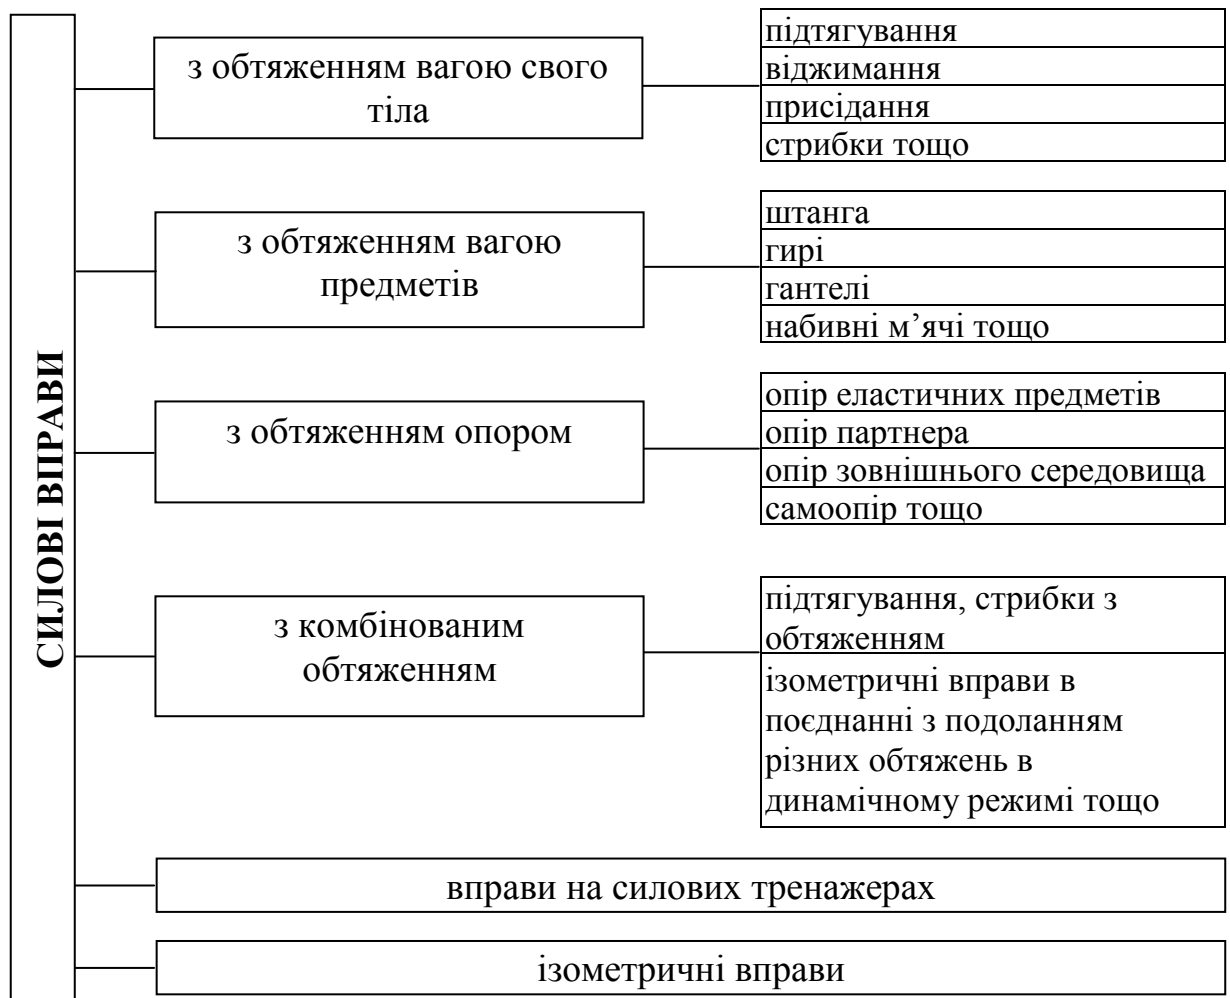 СИЛОВІ ВПРАВИ
з обтяженням вагою свого
тіла
підтягування
віджимання
присідання
стрибки тощо
з обтяженням вагою
предметів
штанга
гирі
гантелі
набивні м’ячі тощо
з обтяженням опором
опір еластичних предметів
опір партнера
опір зовнішнього середовища
самоопір тощо
з комбінованим
обтяженням
підтягування, стрибки з
обтяженням
ізометричні вправи в
поєднанні з подоланням
різних обтяжень в
динамічному режимі тощо
вправи на силових тренажерах
ізометричні вправи